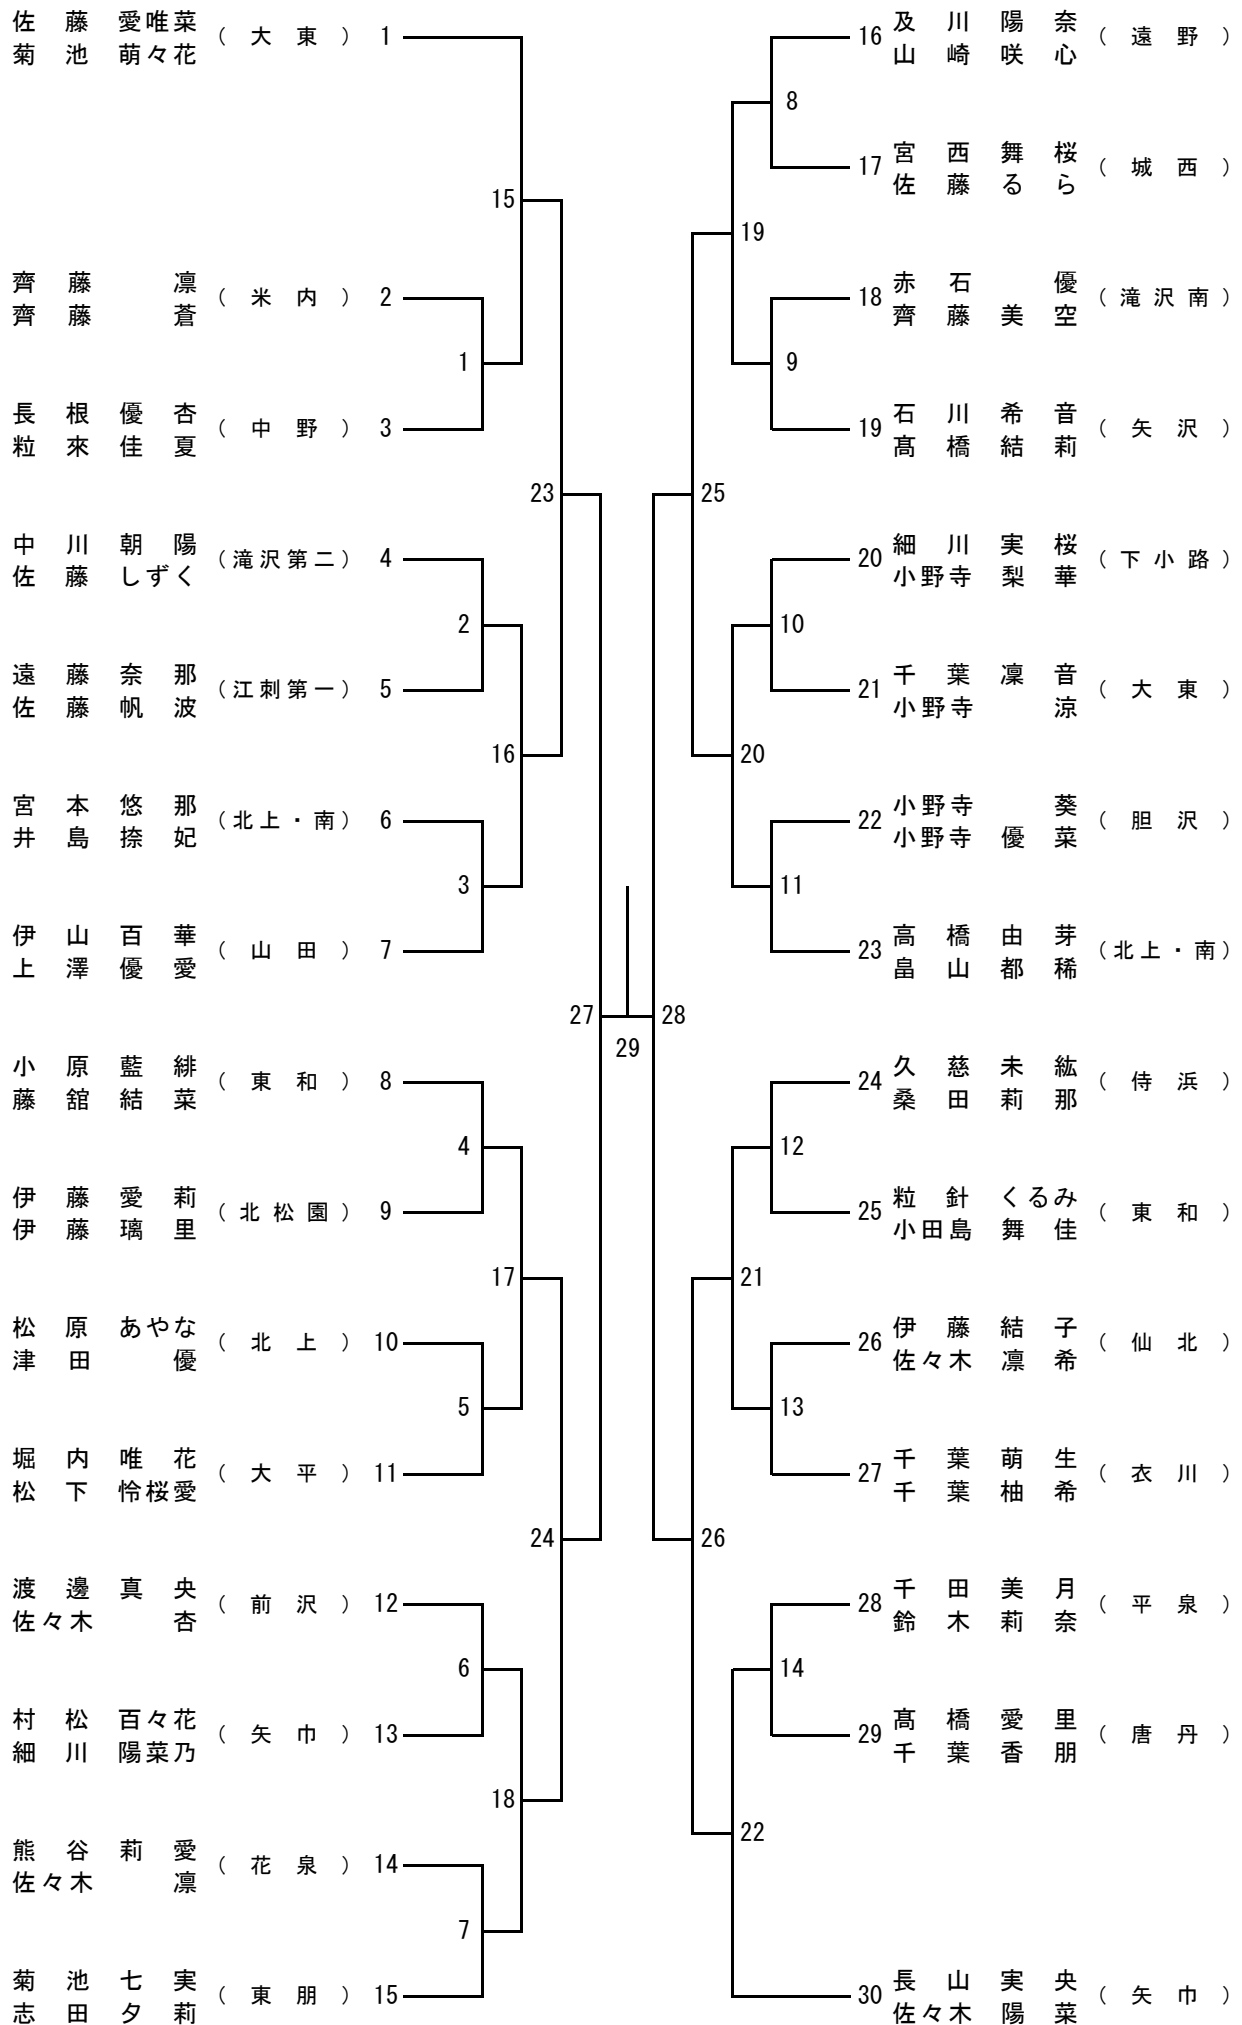 佐藤愛唯菜
菊池萌々花
(大東) 1
齊藤凛
齊藤蒼
(米内) 2
長根優杏
粒來佳夏
(中野) 3
中川朝陽
佐藤しずく
(滝沢第二) 4
遠藤奈那
佐藤帆波
(江刺第一) 5
宮本悠那
井島捺妃
(北上・南) 6
伊山百華
上澤優愛
(山田) 7
小原藍緋
藤舘結菜
(東和) 8
伊藤愛莉
伊藤璃里
(北松園) 9
松原あやな
津田優
(北上) 10
堀内唯花
松下怜桜愛
(大平) 11
渡邊真央
佐々木杏
(前沢) 12
村松百々花
細川陽菜乃
(矢巾) 13
熊谷莉愛
佐々木凛
(花泉) 14
菊池七実
志田夕莉
(東朋) 15
1
2
3
4
5
6
7
15
16
17
18
23
24
27
29
28
25
26
19
20
21
22
8
9
10
11
12
13
14
16 及川陽奈
山崎咲心
(遠野)
17 宮西舞桜
佐藤るら
(城西)
18 赤石優
齊藤美空
(滝沢南)
19 石川希音
髙橋結莉
(矢沢)
20 細川実桜
小野寺梨華
(下小路)
21 千葉凜音
小野寺涼
(大東)
22 小野寺葵
小野寺優菜
(胆沢)
23 高橋由芽
畠山都稀
(北上・南)
24 久慈未紘
桑田莉那
(侍浜)
25 粒針くるみ
小田島舞佳
(東和)
26 伊藤結子
佐々木凛希
(仙北)
27 千葉萌生
千葉柚希
(衣川)
28 千田美月
鈴木莉奈
(平泉)
29 髙橋愛里
千葉香朋
(唐丹)
30 長山実央
佐々木陽菜
(矢巾)